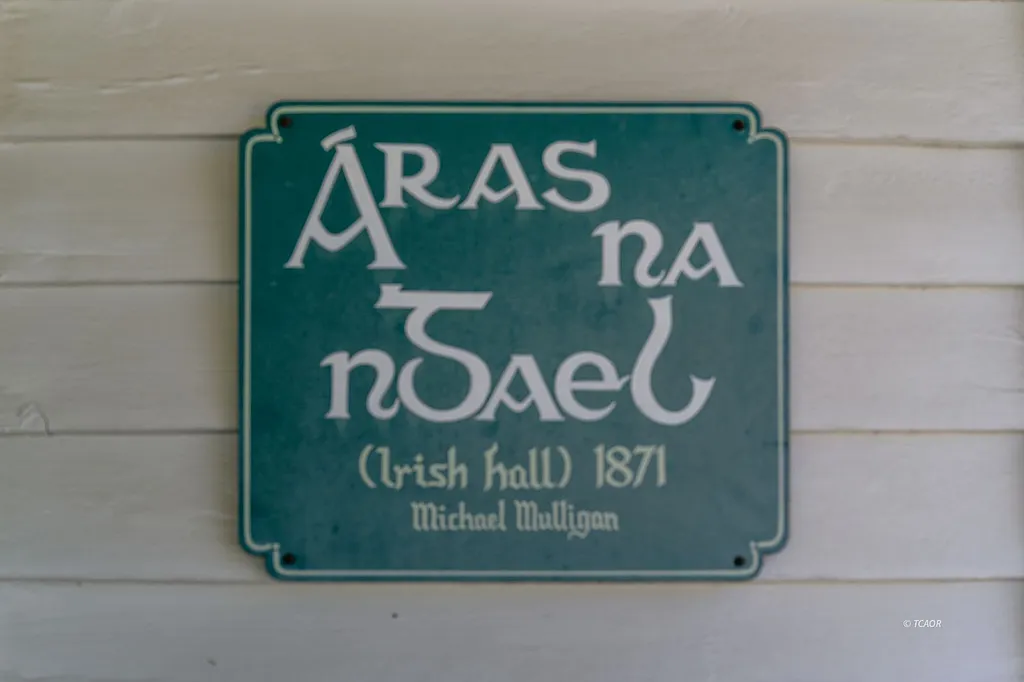 ÁRAS
NA
NGAEL
(Irish hall) 1871
Michael Mulligan
© TCAOR